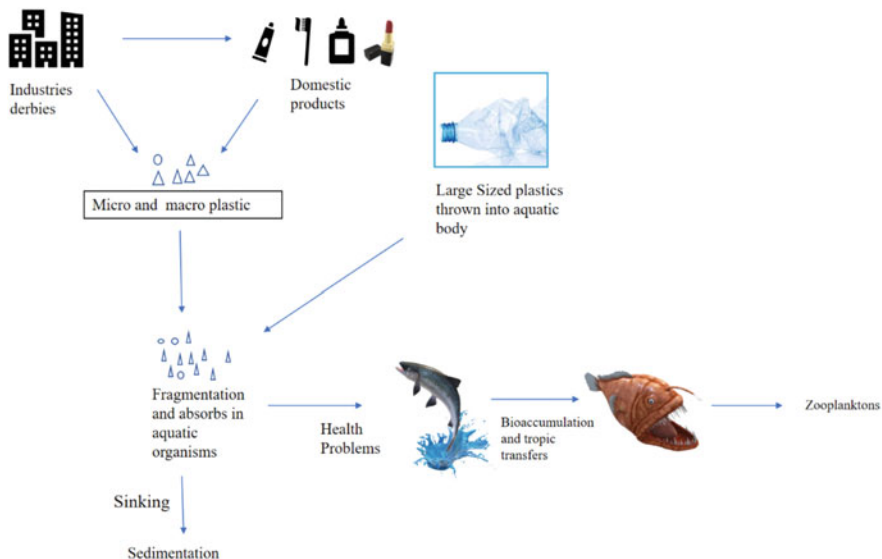 Industries
derbies
Domestic
products
Large Sized plastics
thrown into aquatic
body
Micro and macro plastic
Fragmentation
and absorbs in
aquatic
organisms
Health
Problems
Bioaccumulation
and tropic
transfers
Zooplanktons
Sinking
Sedimentation